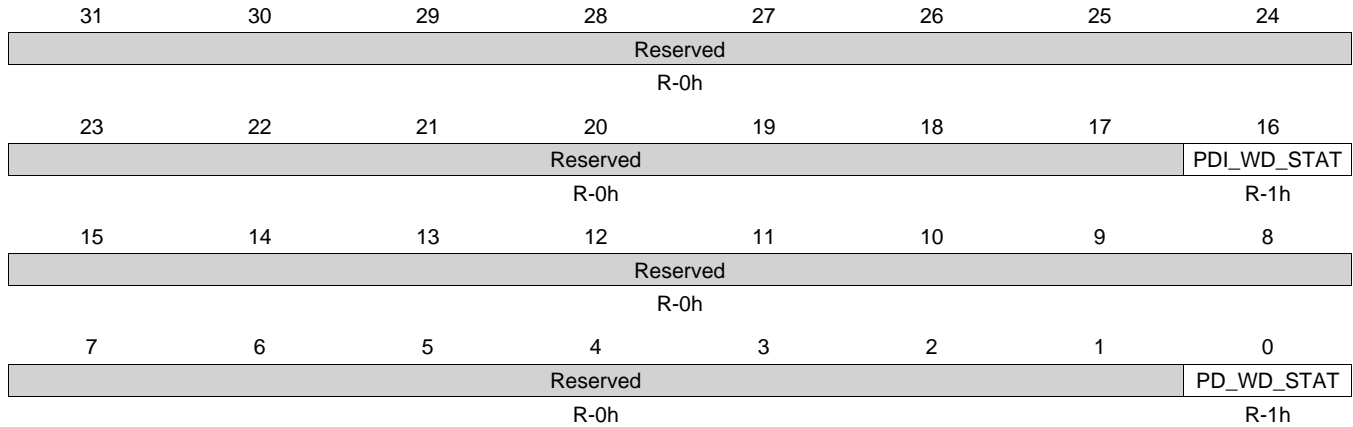 31 30 29 28 27 26 25 24
Reserved
R-0h
23 22 21 20 19 18 17 16
Reserved PDI_WD_STAT
R-0h R-1h
15 14 13 12 11 10 9 8
Reserved
R-0h
7 6 5 4 3 2 1 0
Reserved PD_WD_STAT
R-0h R-1h